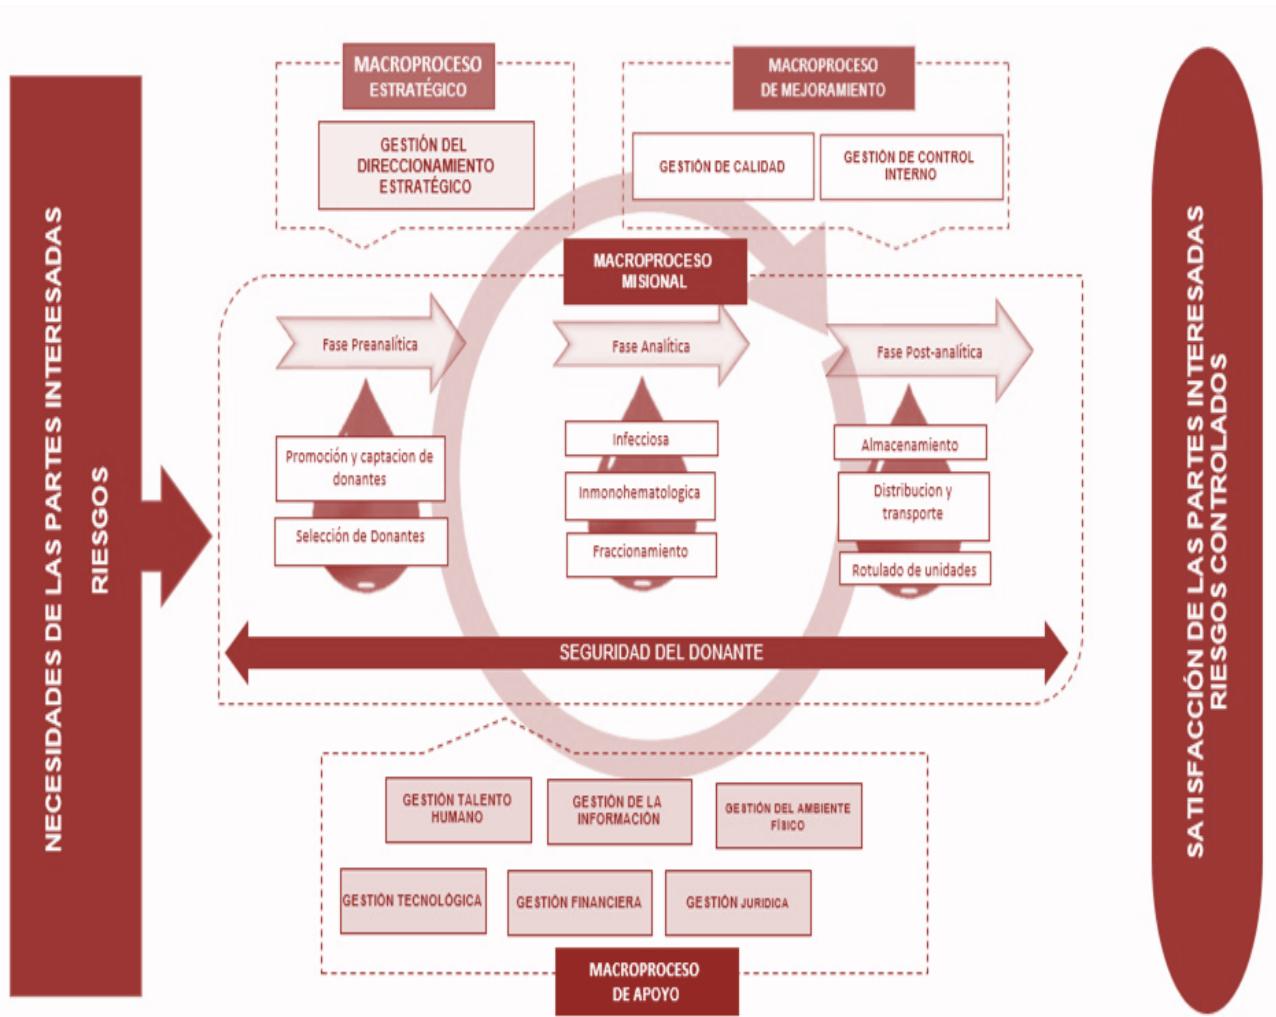 NECESIDADES DE LAS PARTES INTERESADAS
RIESGOS
MACROPROCESO
ESTRATÉGICO
GESTIÓN DEL
DIRECCIONAMIENTO
ESTRATÉGICO
MACROPROCESO
DE MEJORAMIENTO
GESTIÓN DE CALIDAD
GESTIÓN DE CONTROL
INTERNO
MACROPROCESO
MISIONAL
Fase Preanalítica
Promoción y captacion de
donantes
Selección de Donantes
Fase Analítica
Infecciosa
Inmonohematologica
Fraccionamiento
Fase Post-analítica
Almacenamiento
Distribucion y
transporte
Rotulado de unidades
SEGURIDAD DEL DONANTE
GESTIÓN TALENTO
HUMANO
GESTIÓN DE LA
INFORMACIÓN
GESTIÓN DEL AMBIENTE
FÍSICO
GESTIÓN TECNOLÓGICA
GESTIÓN FINANCIERA
GESTIÓN JURIDICA
MACROPROCESO
DE APOYO
SATISFACCIÓN DE LAS PARTES INTERESADAS
RIESGOS CONTROLADOS